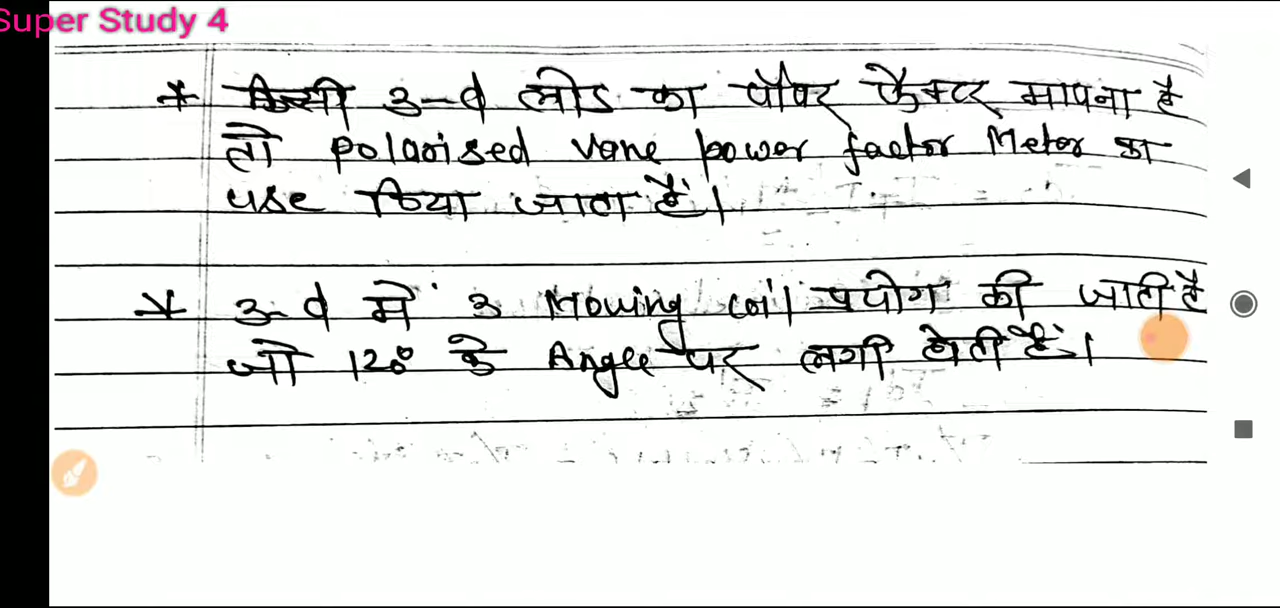 Super Study 4
* किसी 3-φ लोड का पॉवर फैक्टर मापना है
तो polarised vane power factor Meter का
use किया जाता हैं।
* 3-φ में 3 Moving coil प्रयोग की जाती है
जो 120° के Angle पर लगी होती हैं।